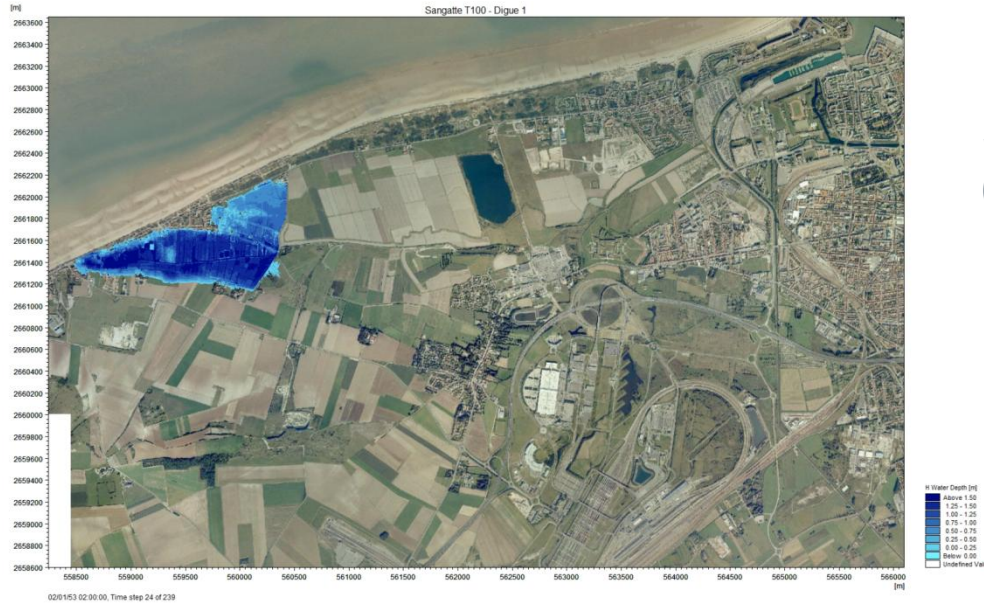 [m]
Sangatte T100 - Digue 1
2663600
2663400
2663200
2663000
2662800
2662600
2662400
2662200
2662000
2661800
2661600
2661400
2661200
2661000
2660800
2660600
2660400
2660200
2660000
2659800
2659600
2659400
2659200
2659000
2658800
2658600
558500 559000 559500 560000 560500 561000 561500 562000 562500 563000 563500 564000 564500 565000 565500 566000
[m]
H Water Depth [m]
Above 1.50
1.25 - 1.50
1.00 - 1.25
0.75 - 1.00
0.50 - 0.75
0.25 - 0.50
0.00 - 0.25
Below 0.00
Undefined Val
02/01/53 02:00:00, Time step 24 of 239